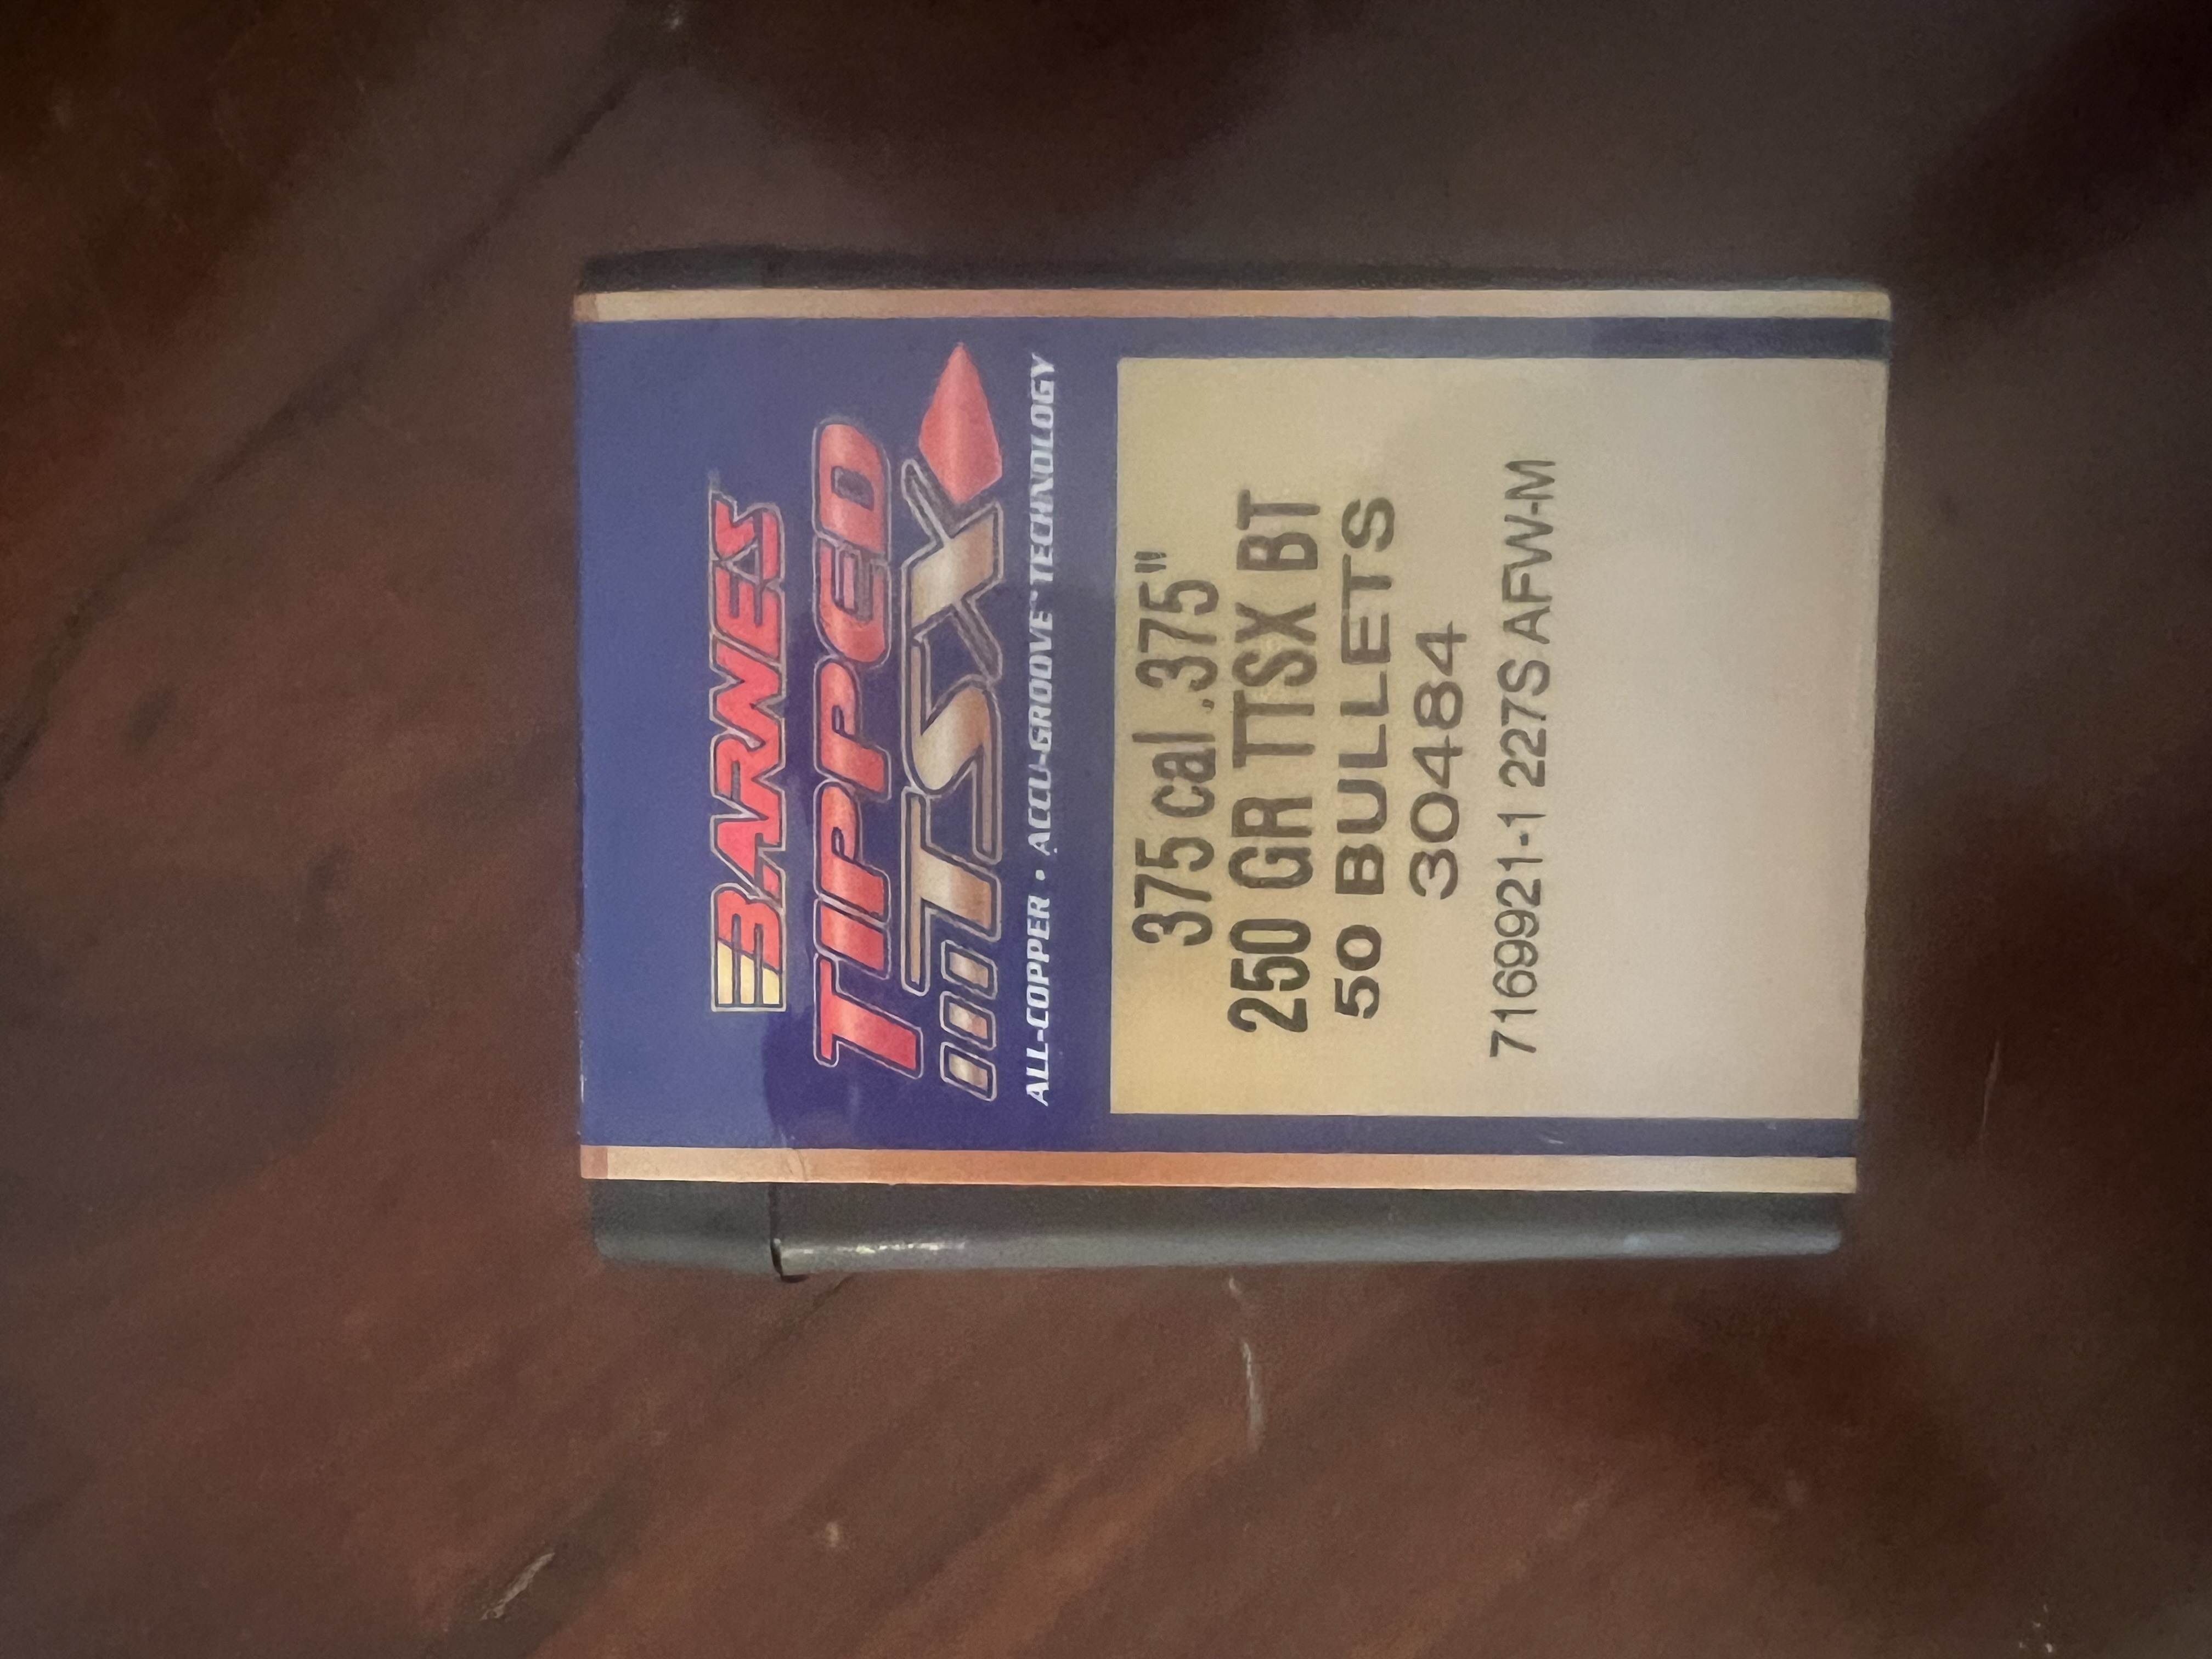 BARNES
TIPPED
TSX
ALL-COPPER • ACCU-GROOVE™ TECHNOLOGY
375 cal .375"
250 GR TTSX BT
50 BULLETS
30484
7169921-1 227S AFW-M